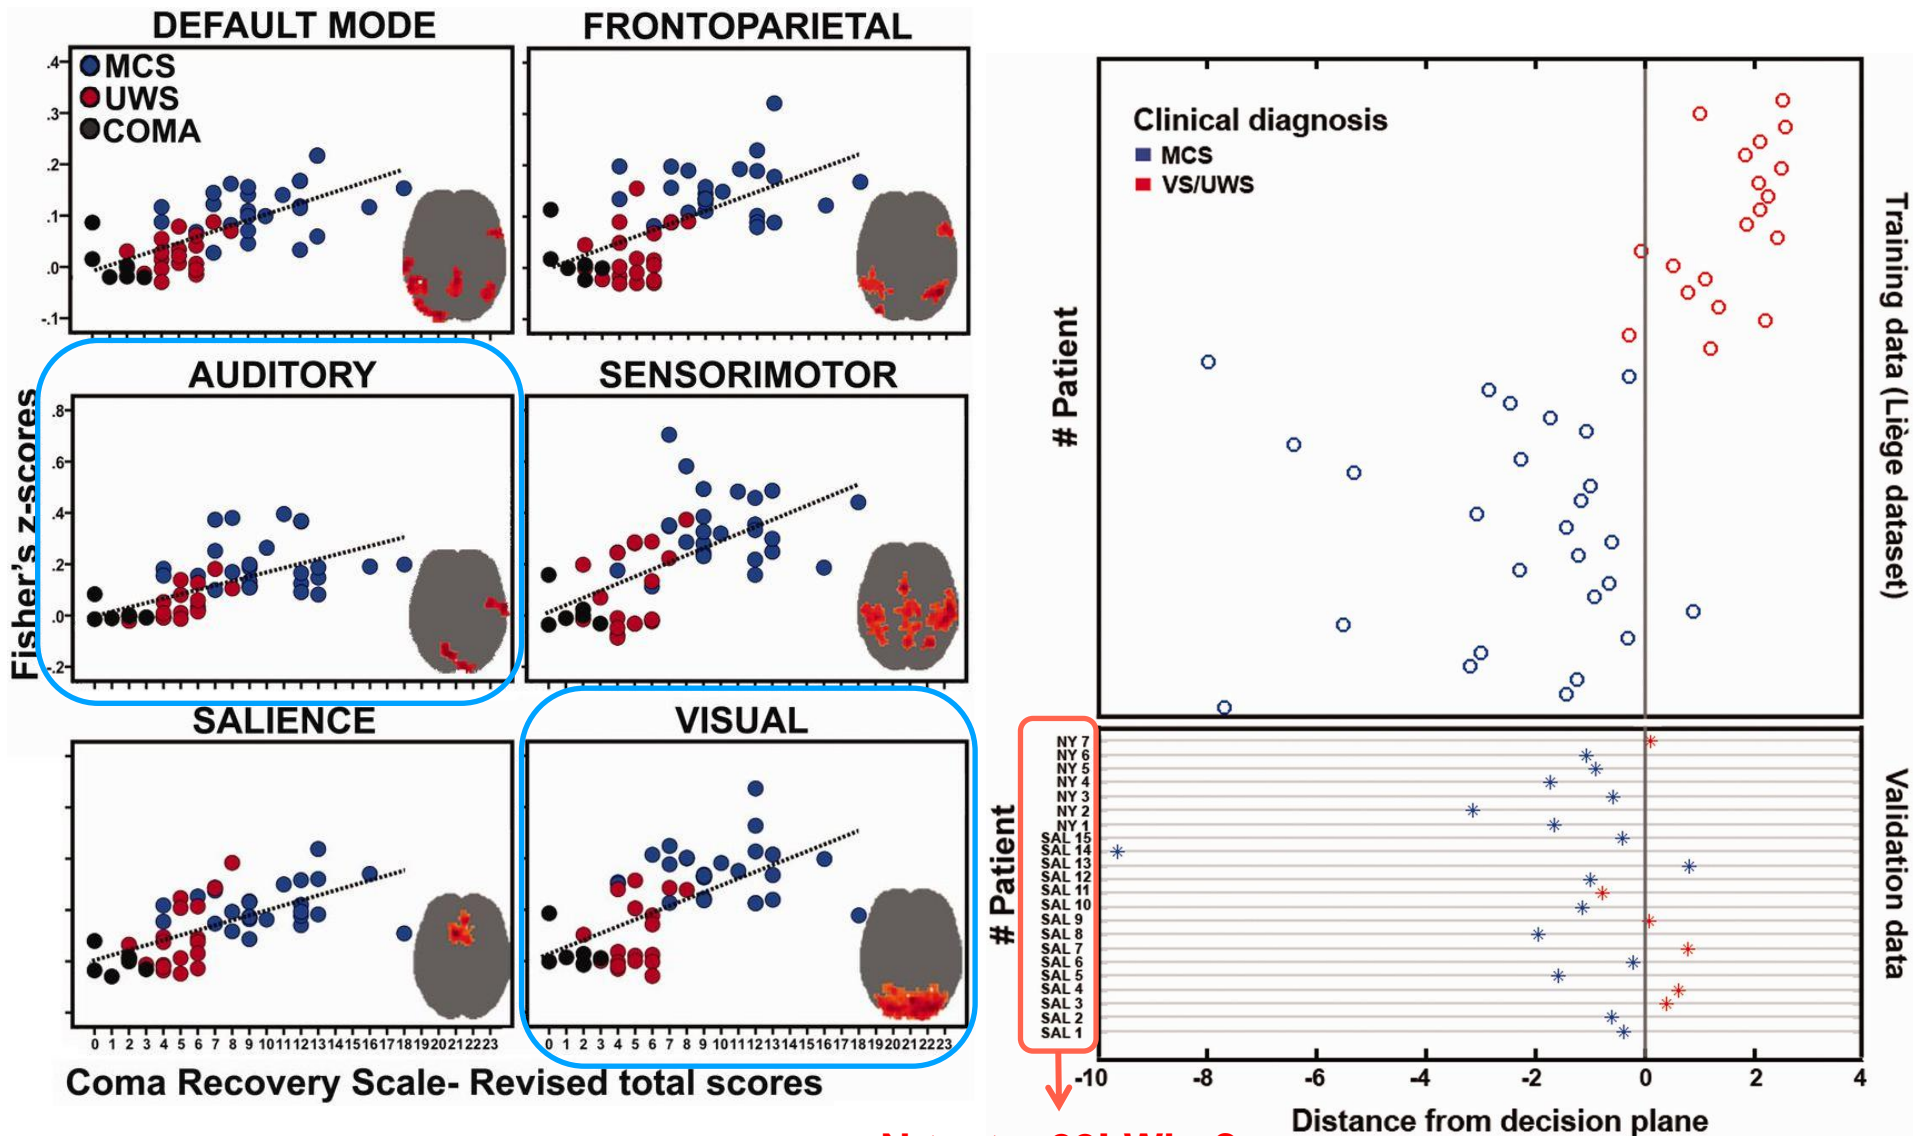 DEFAULT MODE
FRONTOPARIETAL
MCS
UWS
COMA
.4
.3
.2
.1
.0
-.1
AUDITORY
SENSORIMOTOR
.8
.6
.4
.2
.0
-.2
Fisher's z-scores
SALIENCE
VISUAL
0 1 2 3 4 5 6 7 8 9 10 11 12 13 14 15 16 17 18 19 20 21 22 23
0 1 2 3 4 5 6 7 8 9 10 11 12 13 14 15 16 17 18 19 20 21 22 23
Coma Recovery Scale- Revised total scores
Clinical diagnosis
MCS
VS/UWS
# Patient
Training data (Liège dataset)
NY 7
NY 6
NY 5
NY 4
NY 3
NY 2
NY 1
SAL 15
SAL 14
SAL 13
SAL 12
SAL 11
SAL 10
SAL 9
SAL 8
SAL 7
SAL 6
SAL 5
SAL 4
SAL 3
SAL 2
SAL 1
# Patient
Validation data
-10 -8 -6 -4 -2 0 2 4
Distance from decision plane